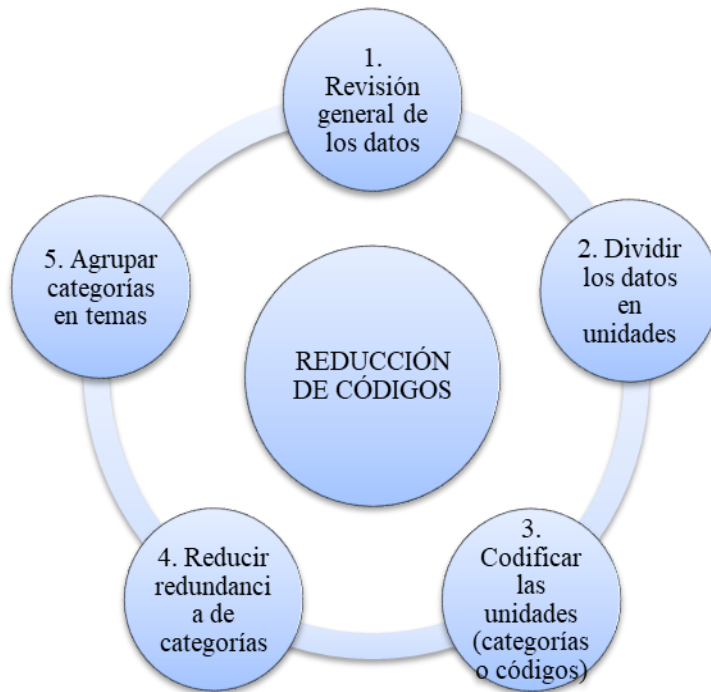 1.
Revisión
general de
los datos
2. Dividir
los datos
en
unidades
3.
Codificar
las
unidades
(categorías
o códigos)
4. Reducir
redundanci
a de
categorías
5. Agrupar
categorías
en temas
REDUCCIÓN
DE CÓDIGOS